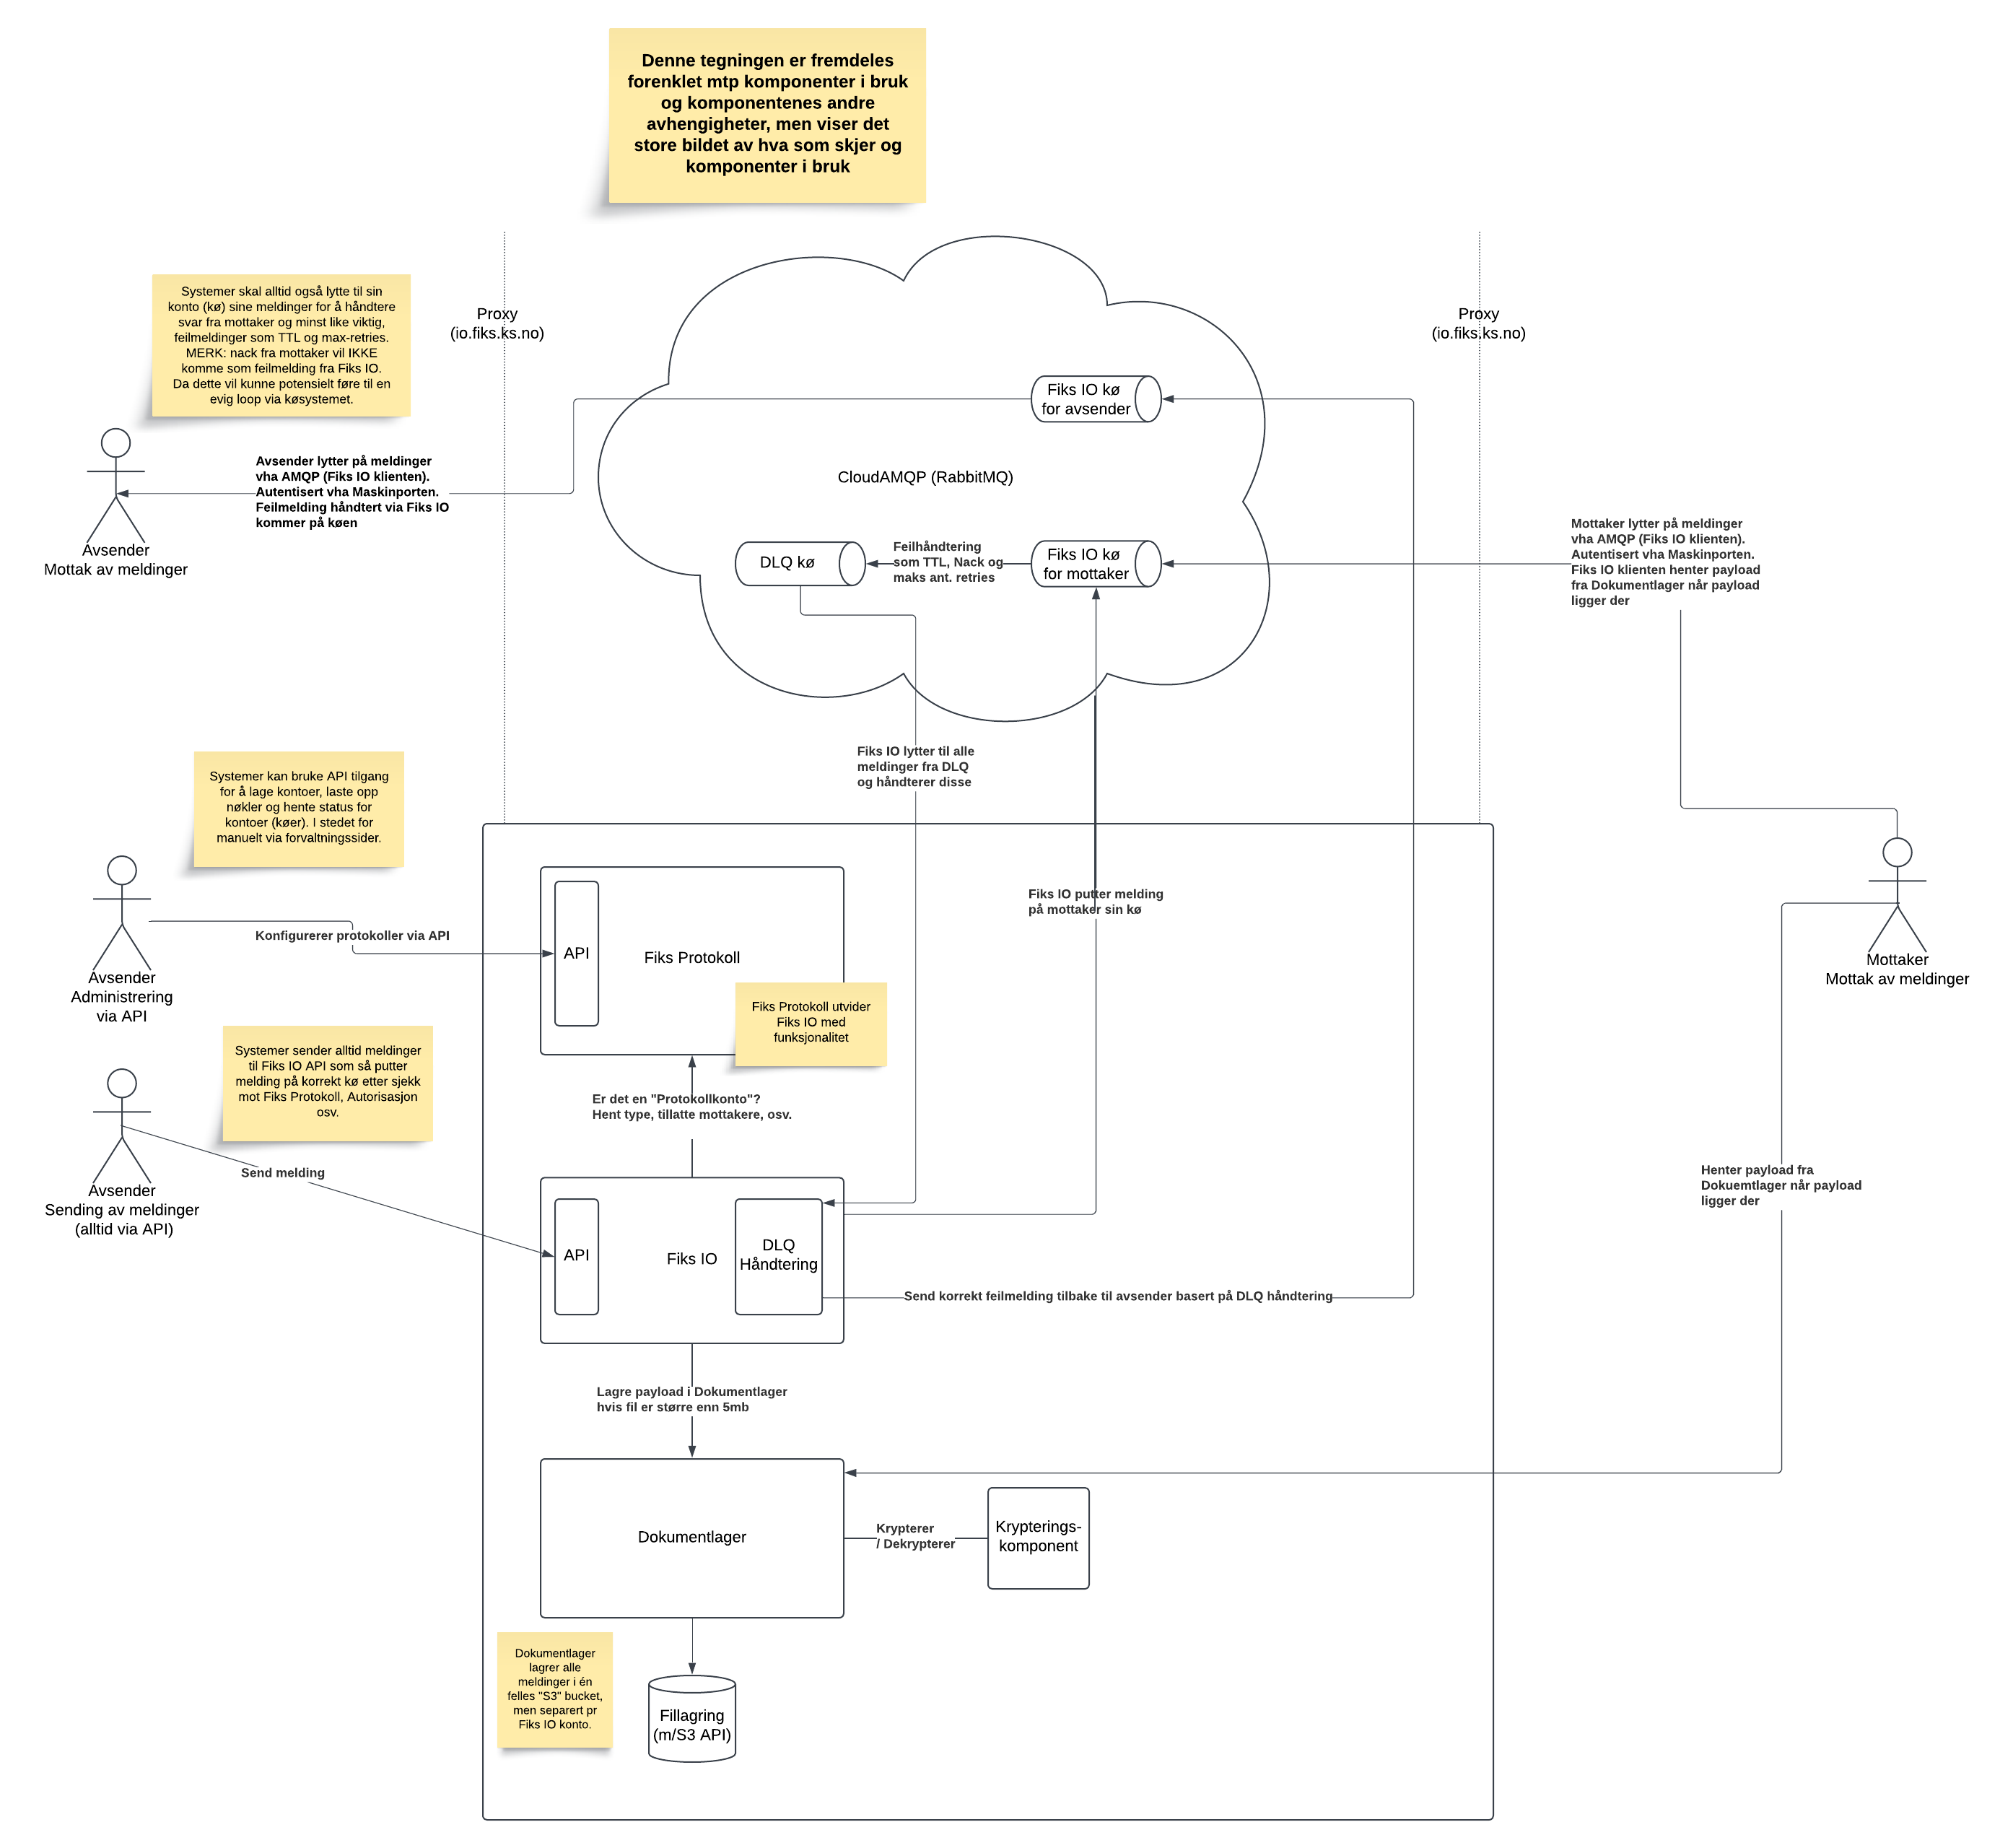 Denne tegningen er fremdeles
forenklet mtp komponenter i bruk
og komponentenes andre
avhengigheter, men viser det
store bildet av hva som skjer og
komponenter i bruk
Systemer skal alltid også lytte til sin
konto (kø) sine meldinger for å håndtere
svar fra mottaker og minst like viktig,
feilmeldinger som TTL og max-retries.
MERK: nack fra mottaker vil IKKE
komme som feilmelding fra Fiks IO.
Da dette vil kunne potensielt føre til en
evig loop via køsystemet.
Proxy
(io.fiks.ks.no)
Proxy
(io.fiks.ks.no)
Fiks IO kø
for avsender
CloudAMQP (RabbitMQ)
Avsender lytter på meldinger
vha AMQP (Fiks IO klienten).
Autentisert vha Maskinporten.
Feilmelding håndtert via Fiks IO
kommer på køen
Avsender
Mottak av meldinger
DLQ kø
Feilhåndtering
som TTL, Nack og
maks ant. retries
Fiks IO kø
for mottaker
Mottaker lytter på meldinger
vha AMQP (Fiks IO klienten).
Autentisert vha Maskinporten.
Fiks IO klienten henter payload
fra Dokumentlager når payload
ligger der
Fiks IO lytter til alle
meldinger fra DLQ
og håndterer disse
Systemer kan bruke API tilgang
for å lage kontoer, laste opp
nøkler og hente status for
kontoer (køer). I stedet for
manuelt via forvaltningssider.
Fiks IO putter melding
på mottaker sin kø
Konfigurerer protokoller via API
API
Fiks Protokoll
Avsender
Administrering
via API
Mottaker
Mottak av meldinger
Fiks Protokoll utvider
Fiks IO med
funksjonalitet
Systemer sender alltid meldinger
til Fiks IO API som så putter
melding på korrekt kø etter sjekk
mot Fiks Protokoll, Autorisasjon
osv.
Er det en "Protokollkonto"?
Hent type, tillatte mottakere, osv.
Send melding
Avsender
Sending av meldinger
(alltid via API)
Henter payload fra
Dokuemtlager når payload
ligger der
API
Fiks IO
DLQ
Håndtering
Send korrekt feilmelding tilbake til avsender basert på DLQ håndtering
Lagre payload i Dokumentlager
hvis fil er større enn 5mb
Dokumentlager
Krypterer
/ Dekrypterer
Krypterings-
komponent
Dokumentlager
lagrer alle
meldinger i én
felles "S3" bucket,
men separert pr
Fiks IO konto.
Fillagring
(m/S3 API)